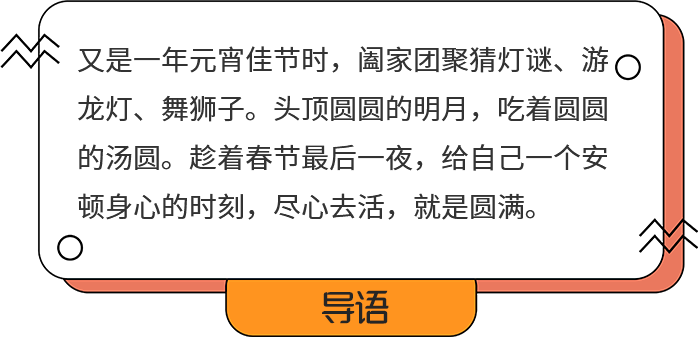 又是一年元宵佳节时，阖家团聚猜灯谜、游
龙灯、舞狮子。头顶圆圆的明月，吃着圆圆
的汤圆。趁着春节最后一夜，给自己一个安
顿身心的时刻，尽心去活，就是圆满。
导语